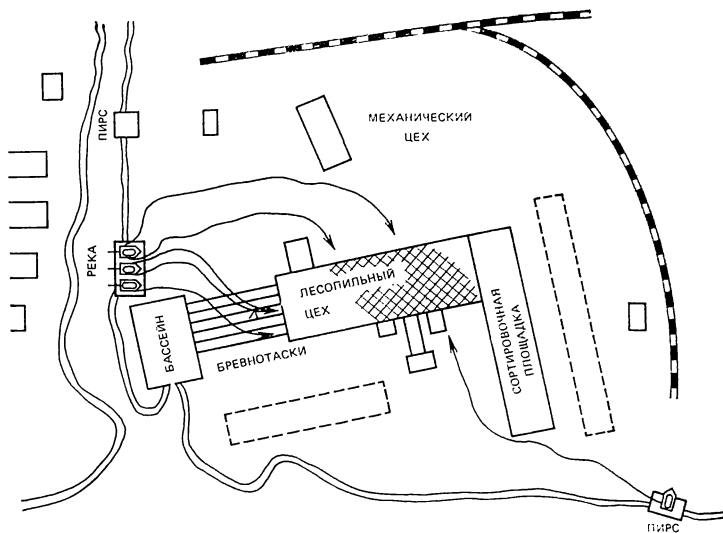 ПИРС
МЕХАНИЧЕСКИЙ
ЦЕХ
РЕКА
ЛЕСОПИЛЬНЫЙ
ЦЕХ
БАССЕЙН
БРЕВНОТАСКИ
СОРТИРОВОЧНАЯ
ПЛОЩАДКА
ПИРС